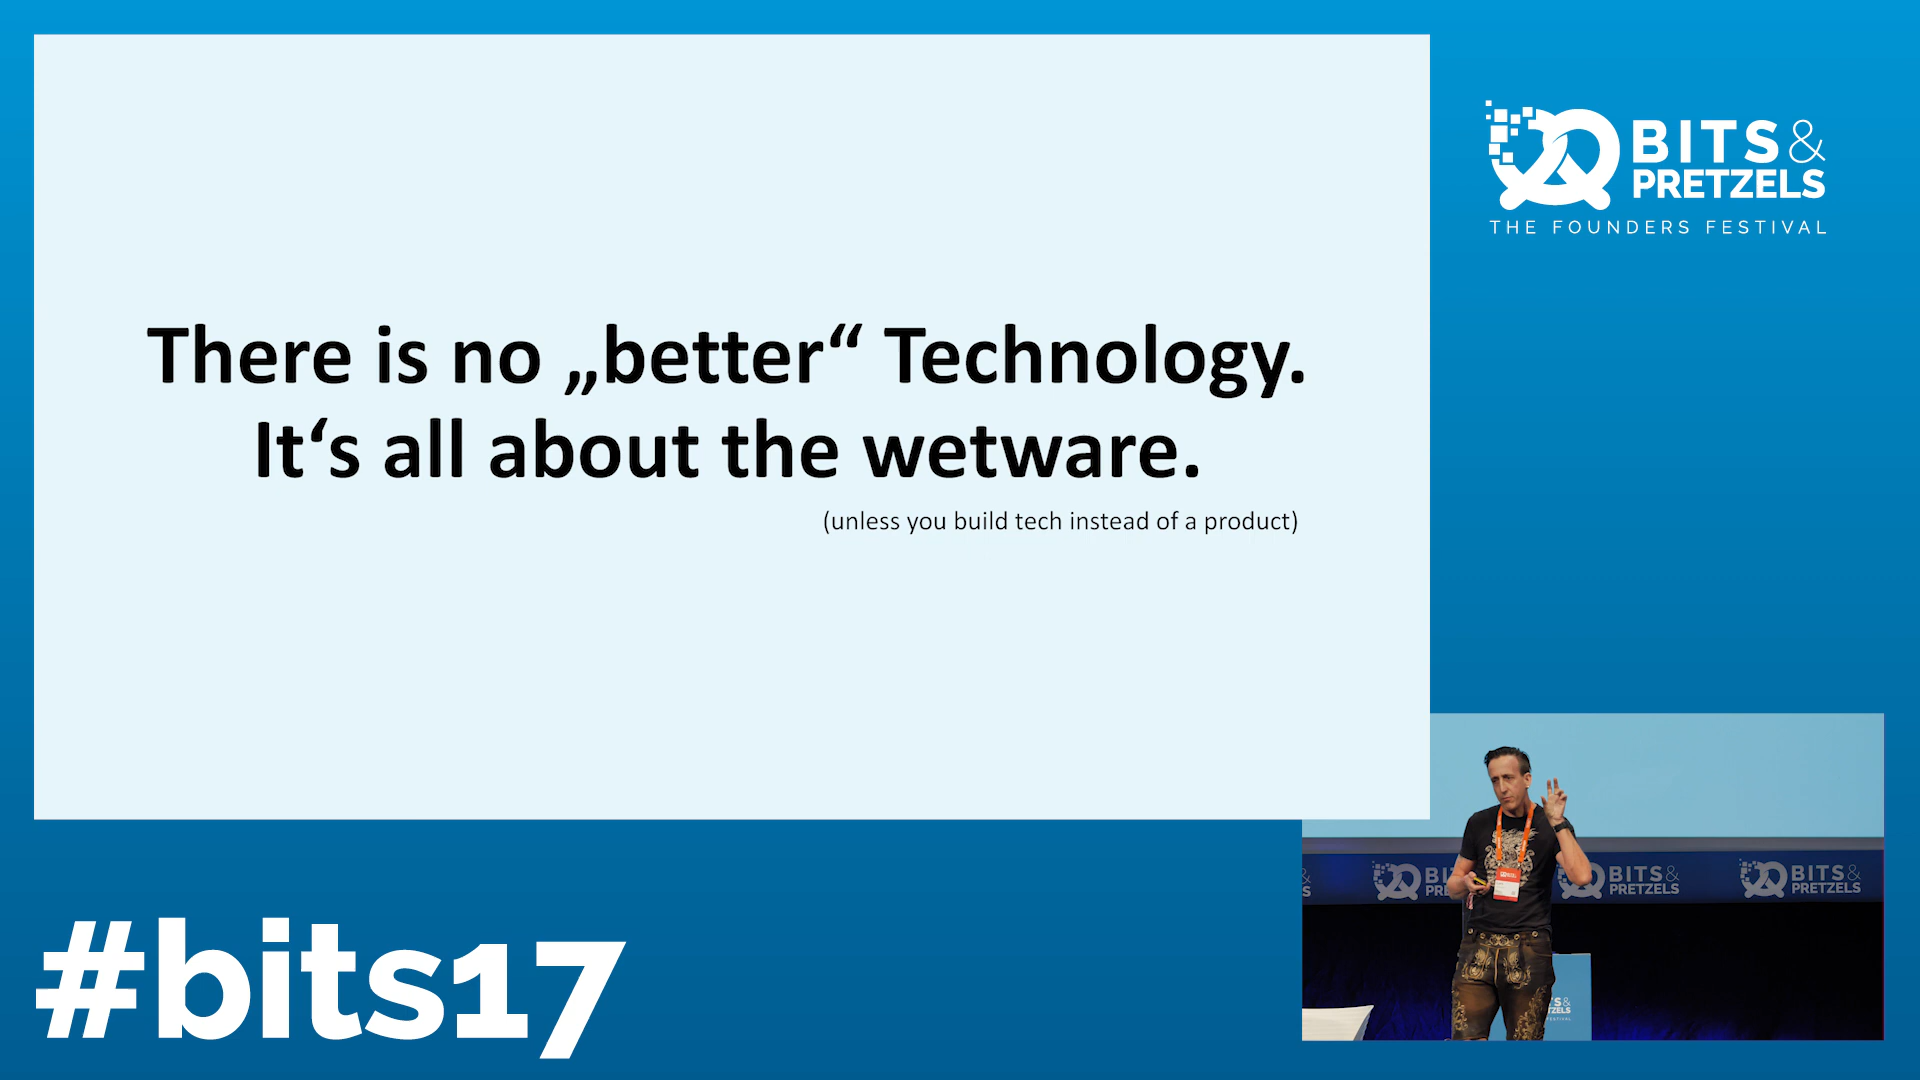 There is no „better“ Technology.
It‘s all about the wetware.
(unless you build tech instead of a product)
BITS &
PRETZELS
THE FOUNDERS FESTIVAL
#bits17
BITS &
PRETZELS
BITS &
PRETZELS